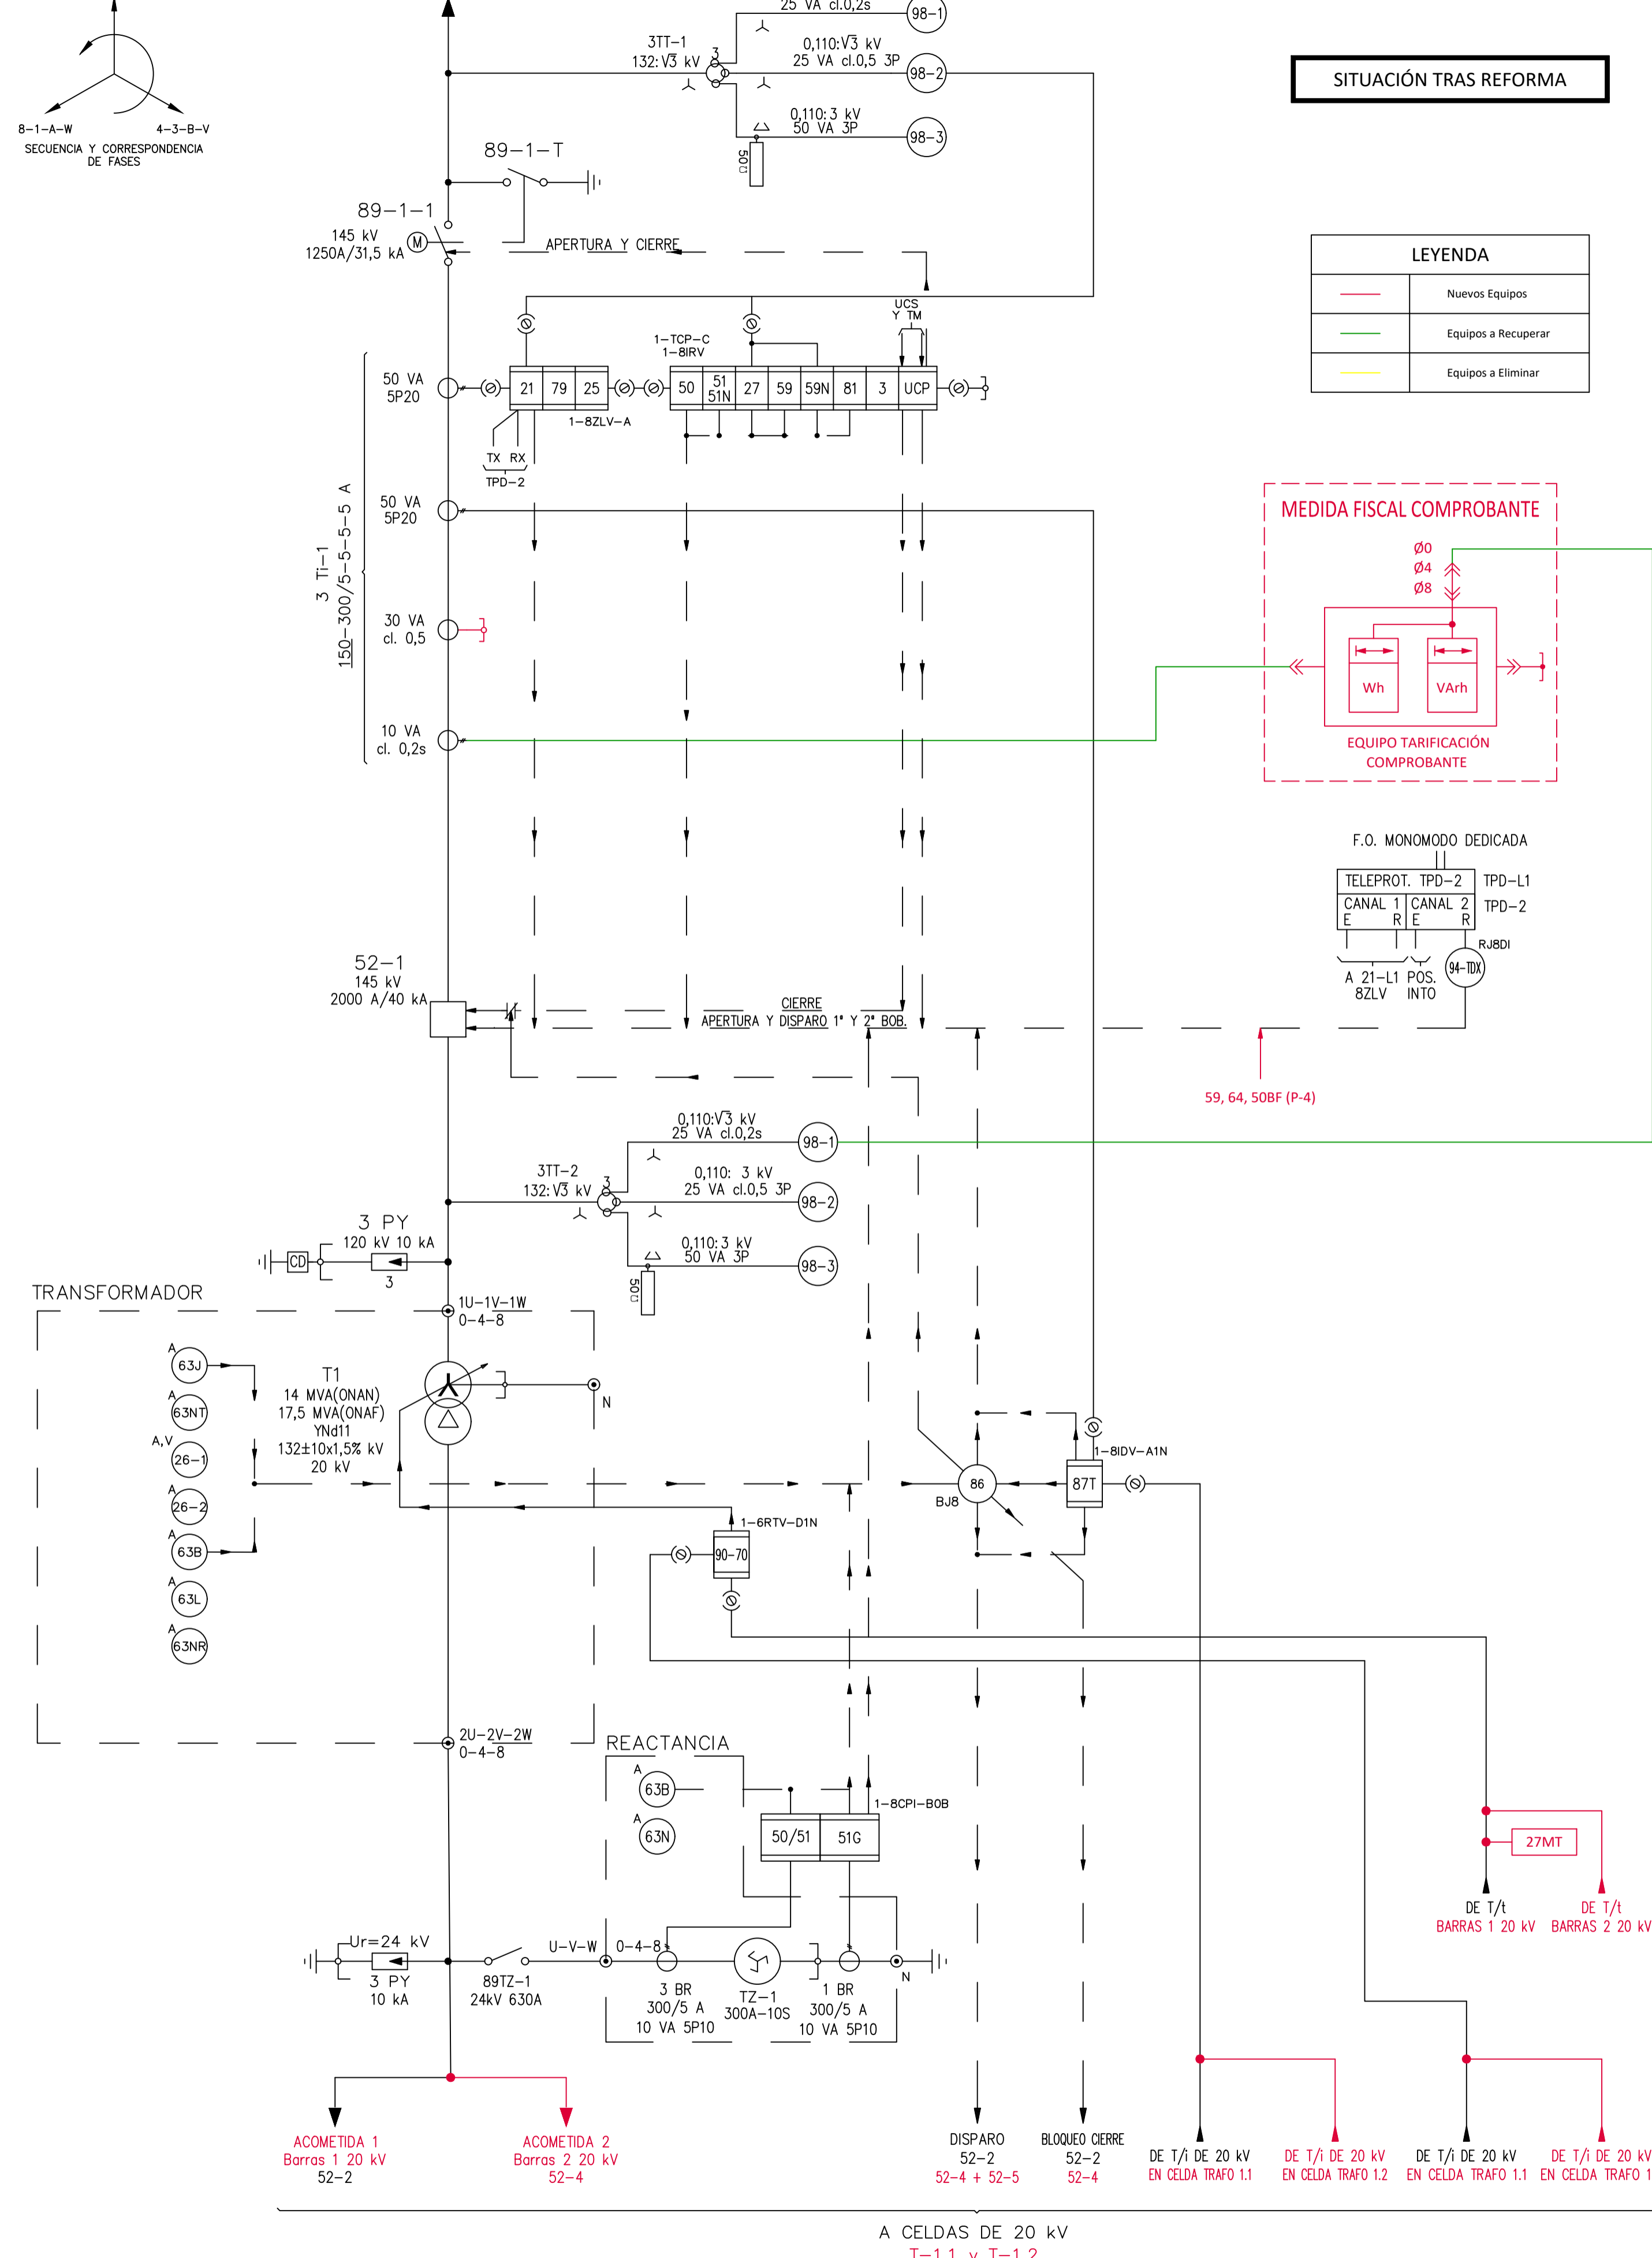 8-1-A-W
4-3-B-V
SECUENCIA Y CORRESPONDENCIA
DE FASES
25 VA cl.0,2s
98-1
3TT-1
132:√3 kV
3
0,110:√3 kV
25 VA cl.0,5 3P
98-2
0,110:3 kV
50 VA 3P
98-3
50Ω
SITUACIÓN TRAS REFORMA
89-1-T
89-1-1
145 kV
1250A/31,5 kA
M
APERTURA Y CIERRE
LEYENDA
Nuevos Equipos
Equipos a Recuperar
Equipos a Eliminar
UCS
Y TM
1-TCP-C
1-8IRV
50 VA
5P20
21
79
25
50
51
51N
27
59
59N
81
3
UCP
1-8ZLV-A
TX RX
TPD-2
3 Ti-1
150-300/5-5-5-5 A
50 VA
5P20
30 VA
cl. 0,5
10 VA
cl. 0,2s
MEDIDA FISCAL COMPROBANTE
Ø0
Ø4
Ø8
Wh
VArh
EQUIPO TARIFICACIÓN
COMPROBANTE
F.O. MONOMODO DEDICADA
TELEPROT. TPD-2
TPD-L1
CANAL 1
CANAL 2
TPD-2
E R
E R
RJ8DI
94-TDX
A 21-L1
8ZLV
POS.
INTO
52-1
145 kV
2000 A/40 kA
CIERRE
APERTURA Y DISPARO 1ª Y 2ª BOB.
59, 64, 50BF (P-4)
0,110:√3 kV
25 VA cl.0,2s
98-1
3TT-2
132:√3 kV
3
0,110: 3 kV
25 VA cl.0,5 3P
98-2
0,110:3 kV
50 VA 3P
98-3
50Ω
3 PY
120 kV 10 kA
CD
3
TRANSFORMADOR
1U-1V-1W
0-4-8
A
63J
A
63NT
A,V
26-1
A
26-2
A
63B
A
63L
A
63NR
T1
14 MVA(ONAN)
17,5 MVA(ONAF)
YNd11
132±10x1,5% kV
20 kV
N
1-8IDV-A1N
86
87T
BJ8
1-6RTV-D1N
90-70
2U-2V-2W
0-4-8
REACTANCIA
A
63B
A
63N
1-8CPI-B0B
50/51
51G
27MT
DE T/t
BARRAS 1 20 kV
DE T/t
BARRAS 2 20 kV
Ur=24 kV
3 PY
10 kA
89TZ-1
24kV 630A
U-V-W
0-4-8
3 BR
300/5 A
10 VA 5P10
TZ-1
300A-10S
1 BR
300/5 A
10 VA 5P10
N
ACOMETIDA 1
Barras 1 20 kV
52-2
ACOMETIDA 2
Barras 2 20 kV
52-4
DISPARO
52-2
52-4 + 52-5
BLOQUEO CIERRE
52-2
52-4
DE T/i DE 20 kV
EN CELDA TRAFO 1.1
DE T/i DE 20 kV
EN CELDA TRAFO 1.2
DE T/i DE 20 kV
EN CELDA TRAFO 1.1
DE T/i DE 20 kV
EN CELDA TRAFO 1
A CELDAS DE 20 kV
T-1.1 y T-1.2